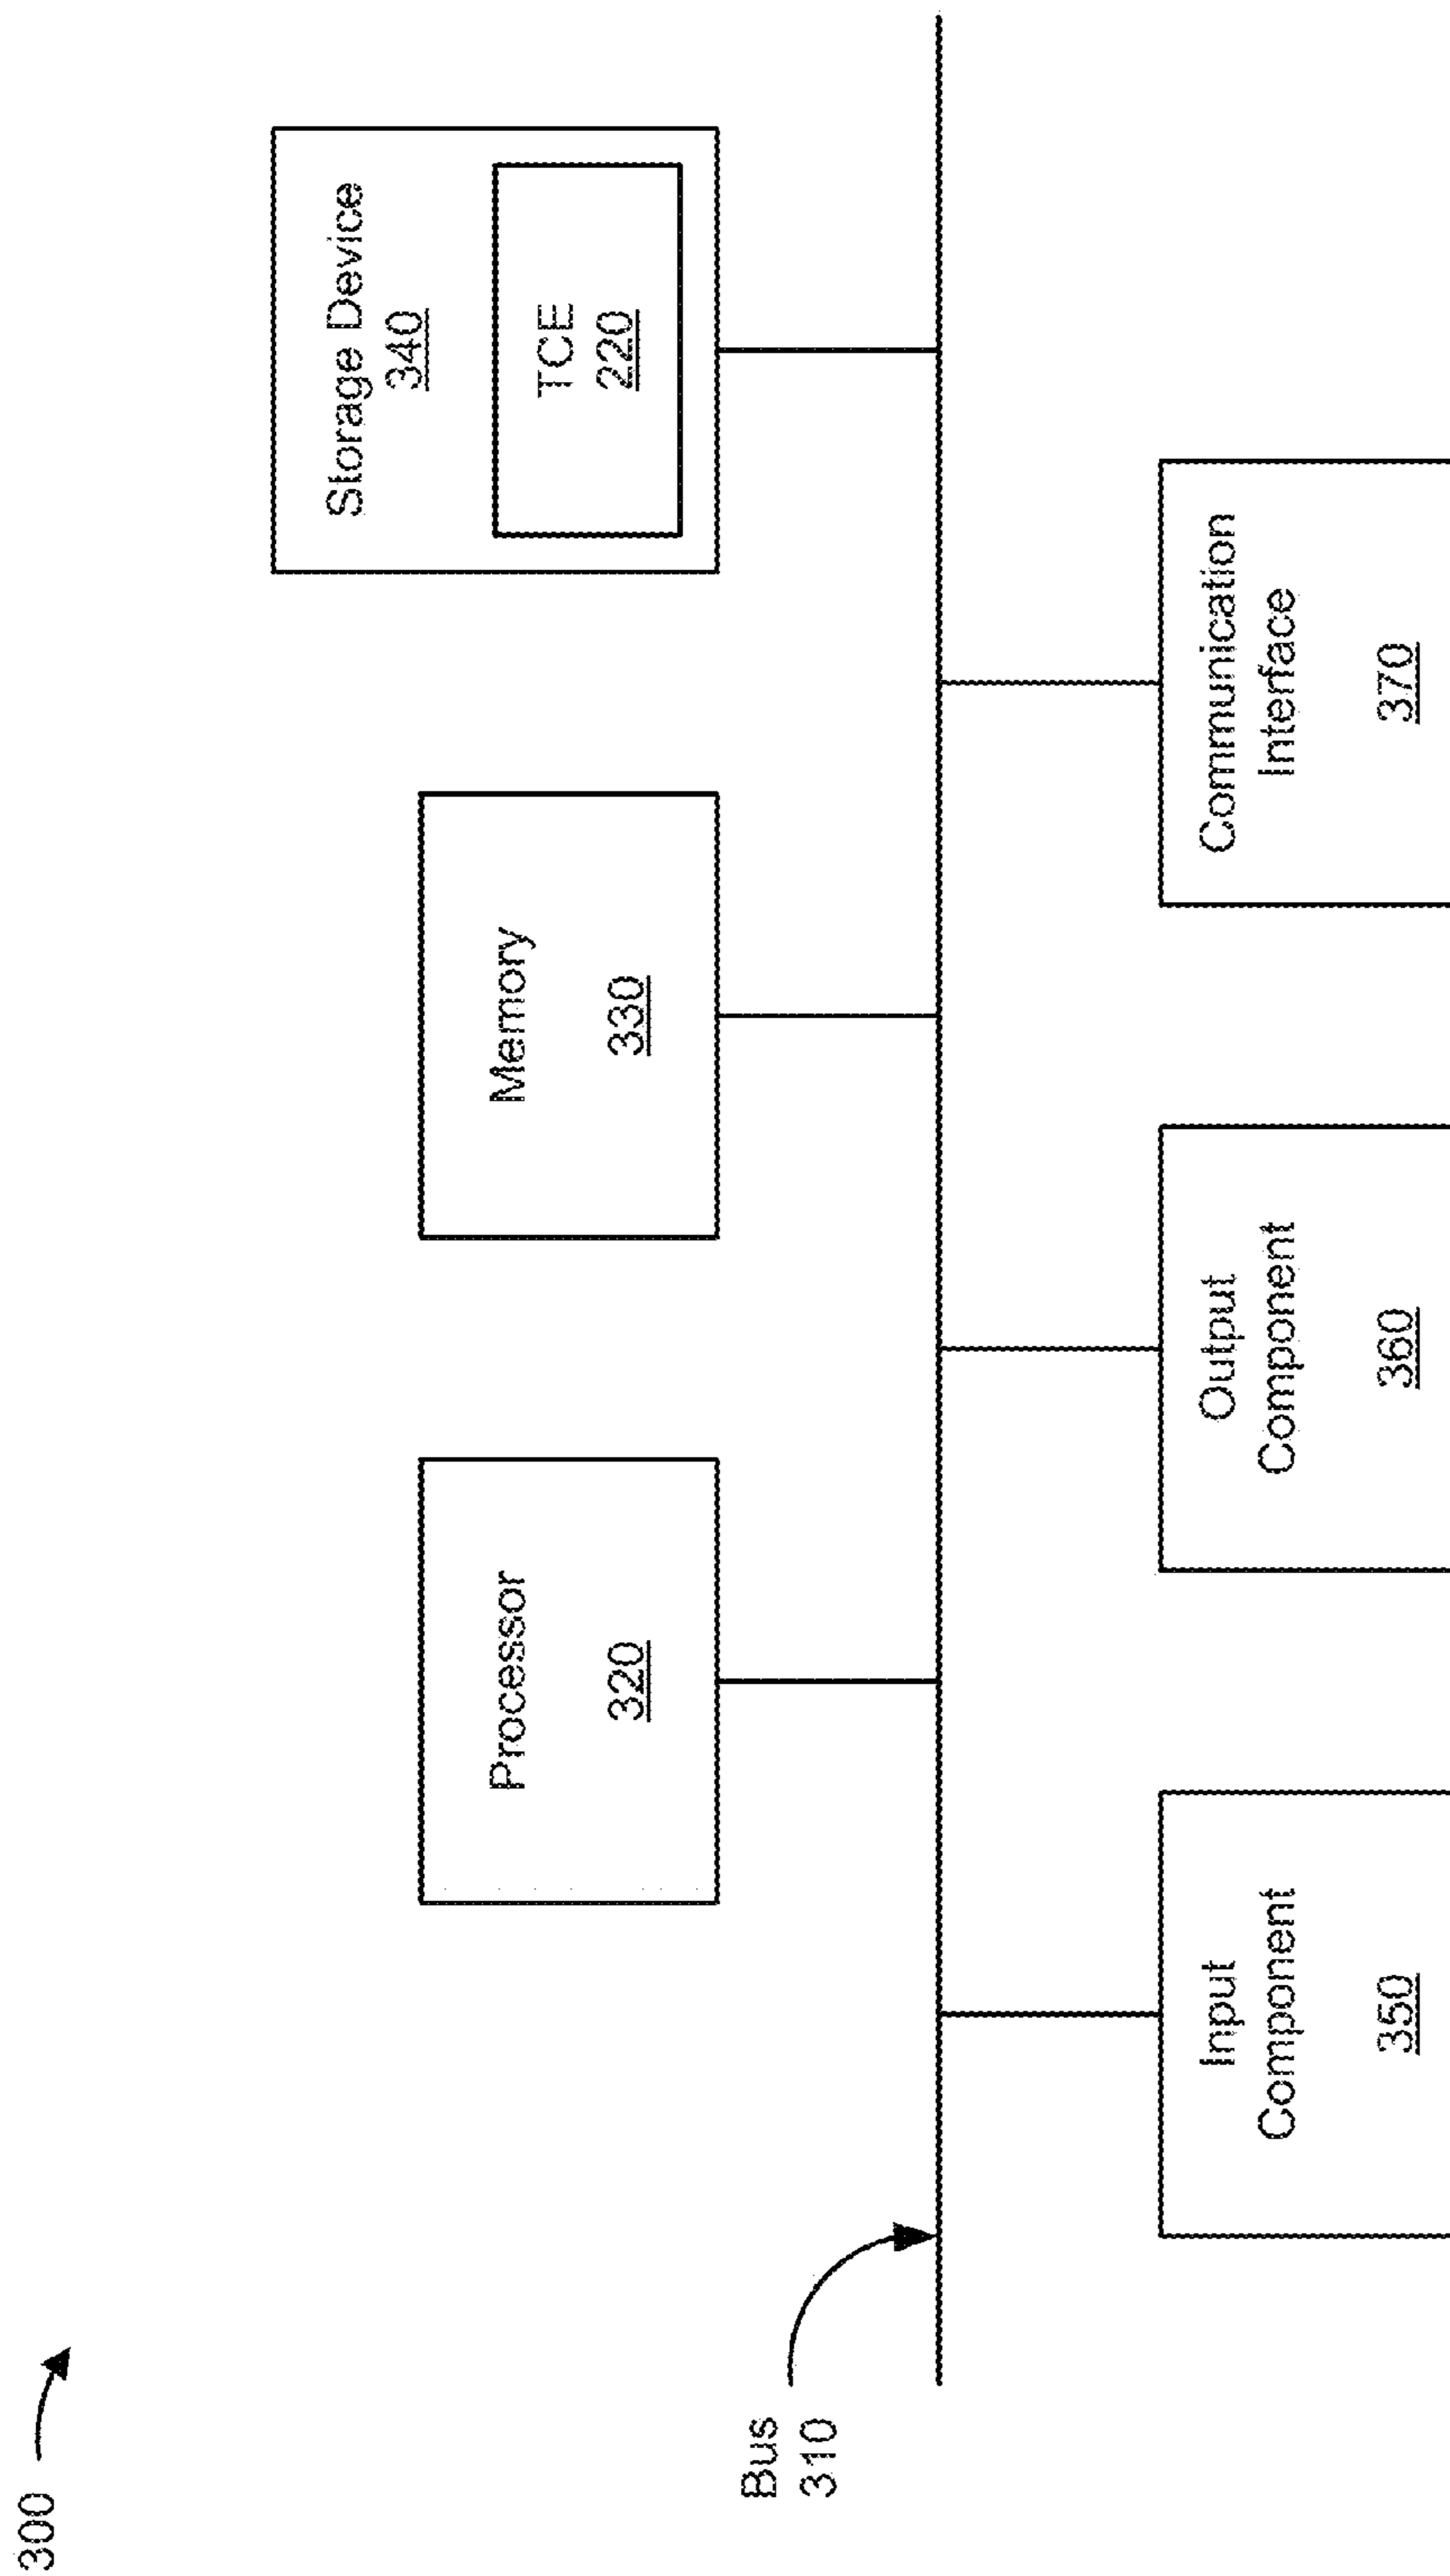 300
Bus
310
Processor
320
Memory
330
Storage Device
340
TCE
220
Input
Component
350
Output
Component
360
Communication
Interface
370